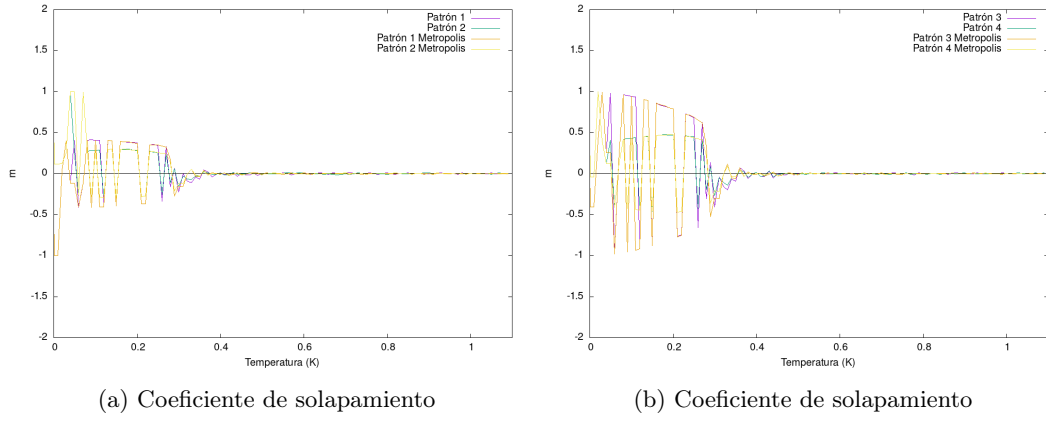 2
1.5
1
0.5
0
-0.5
-1
-1.5
-2
m
0
0.2
0.4
0.6
0.8
1
Temperatura (K)
Patrón 1
Patrón 2
Patrón 1 Metropolis
Patrón 2 Metropolis
(a) Coeficiente de solapamiento
2
1.5
1
0.5
0
-0.5
-1
-1.5
-2
m
0
0.2
0.4
0.6
0.8
1
Temperatura (K)
Patrón 3
Patrón 4
Patrón 3 Metropolis
Patrón 4 Metropolis
(b) Coeficiente de solapamiento